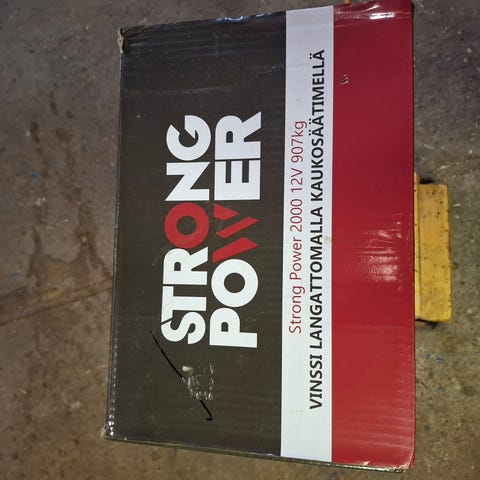 STRONG
POWER
Strong Power 2000 12V 907kg
VINSSI LANGATTOMALLA KAUKOSÄÄTIMELLÄ